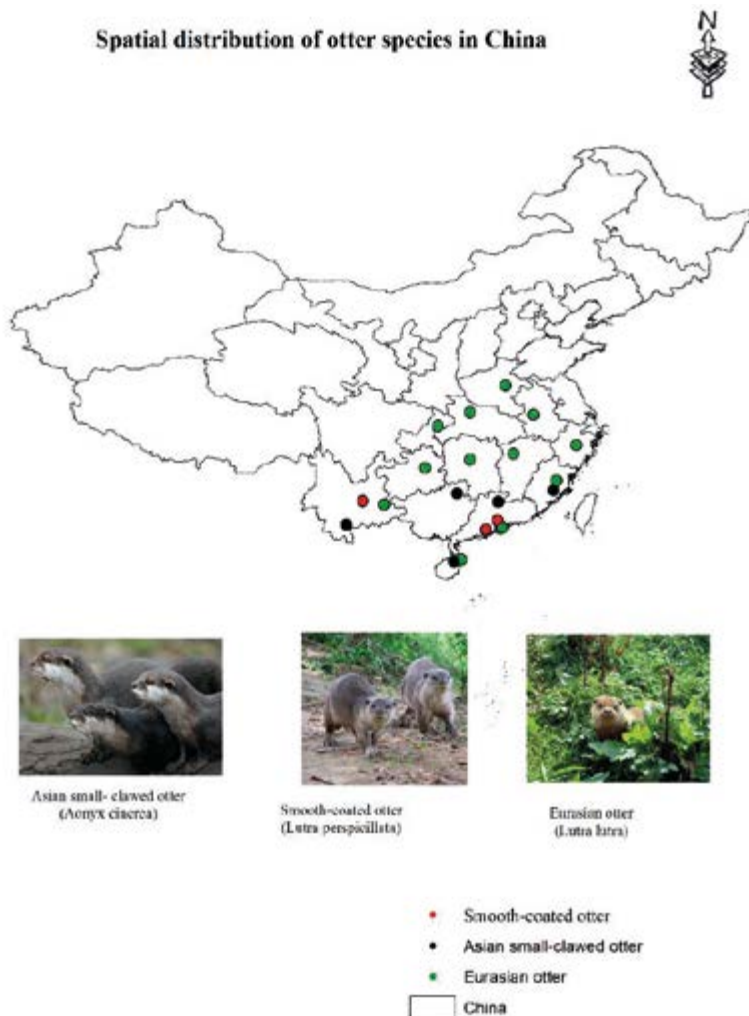 Spatial distribution of otter species in China
N
Asian small- clawed otter
(Aonyx cinerea)
Smooth-coated otter
(Lutra perspicillata)
Eurasian otter
(Lutra lutra)
Smooth-coated otter
Asian small-clawed otter
Eurasian otter
China